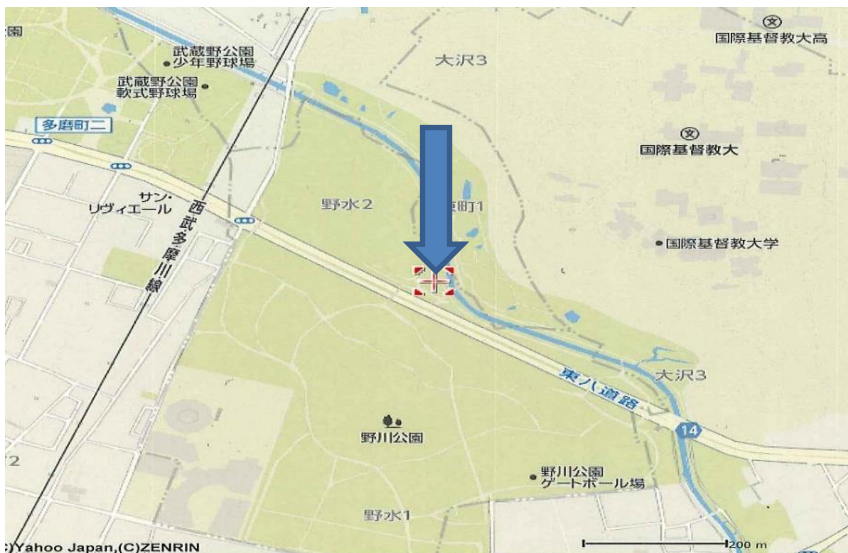 園
国際基督教大高
武蔵野公園
少年野球場
大沢3
武蔵野公園
軟式野球場
多磨町二
国際基督教大
サン・
リヴィエール
野水2
町1
西武多摩川線
国際基督教大学
大沢3
東八道路
14
野川公園
野川公園
ゲートボール場
2
野水1
)Yahoo Japan,(C)ZENRIN
200 m